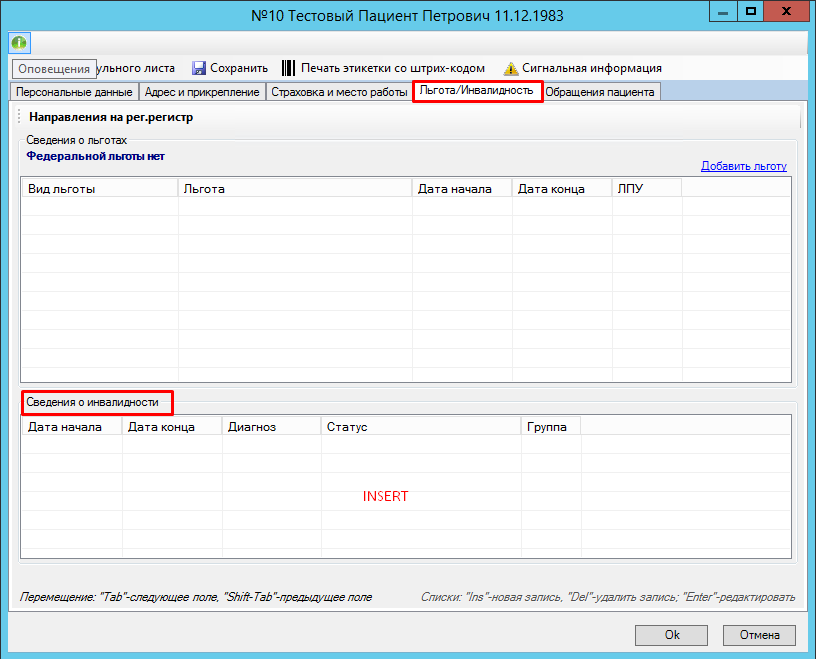 №10 Тестовый Пациент Петрович 11.12.1983
Оповещения ульного листа Сохранить Печать этикетки со штрих-кодом Сигнальная информация
Персональные данные Адрес и прикрепление Страховка и место работы Льгота/Инвалидность Обращения пациента
Направления на рег.регистр
Сведения о льготах
Федеральной льготы нет
Добавить льготу
Вид льготы Льгота Дата начала Дата конца ЛПУ
Сведения о инвалидности
Дата начала Дата конца Диагноз Статус Группа
INSERT
Перемещение: "Tab"-следующее поле, "Shift-Tab"-предыдущее поле Списки: "Ins"-новая запись, "Del"-удалить запись; "Enter"-редактировать
Ok Отмена